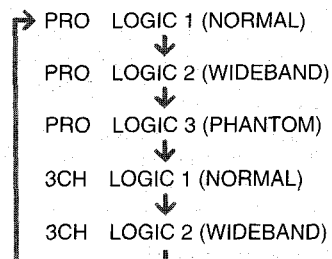 PRO LOGIC 1 (NORMAL)
PRO LOGIC 2 (WIDEBAND)
PRO LOGIC 3 (PHANTOM)
3CH LOGIC 1 (NORMAL)
3CH LOGIC 2 (WIDEBAND)